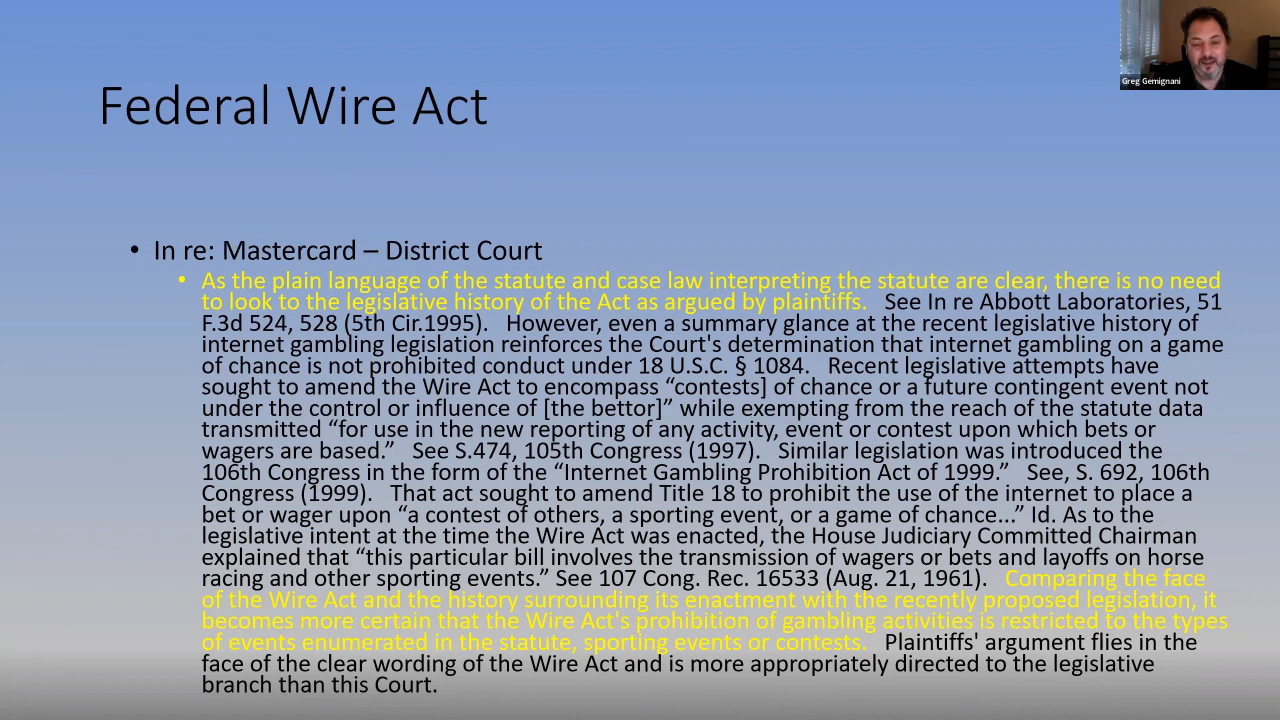 Greg Gemignani
Federal Wire Act
• In re: Mastercard – District Court
• As the plain language of the statute and case law interpreting the statute are clear, there is no need
to look to the legislative history of the Act as argued by plaintiffs. See In re Abbott Laboratories, 51
F.3d 524, 528 (5th Cir.1995). However, even a summary glance at the recent legislative history of
internet gambling legislation reinforces the Court's determination that internet gambling on a game
of chance is not prohibited conduct under 18 U.S.C. § 1084. Recent legislative attempts have
sought to amend the Wire Act to encompass “contests] of chance or a future contingent event not
under the control or influence of [the bettor]” while exempting from the reach of the statute data
transmitted “for use in the new reporting of any activity, event or contest upon which bets or
wagers are based.” See S.474, 105th Congress (1997). Similar legislation was introduced the
106th Congress in the form of the “Internet Gambling Prohibition Act of 1999.” See, S. 692, 106th
Congress (1999). That act sought to amend Title 18 to prohibit the use of the internet to place a
bet or wager upon “a contest of others, a sporting event, or a game of chance...” Id. As to the
legislative intent at the time the Wire Act was enacted, the House Judiciary Committed Chairman
explained that “this particular bill involves the transmission of wagers or bets and layoffs on horse
racing and other sporting events.” See 107 Cong. Rec. 16533 (Aug. 21, 1961). Comparing the face
of the Wire Act and the history surrounding its enactment with the recently proposed legislation, it
becomes more certain that the Wire Act's prohibition of gambling activities is restricted to the types
of events enumerated in the statute, sporting events or contests. Plaintiffs' argument flies in the
face of the clear wording of the Wire Act and is more appropriately directed to the legislative
branch than this Court.